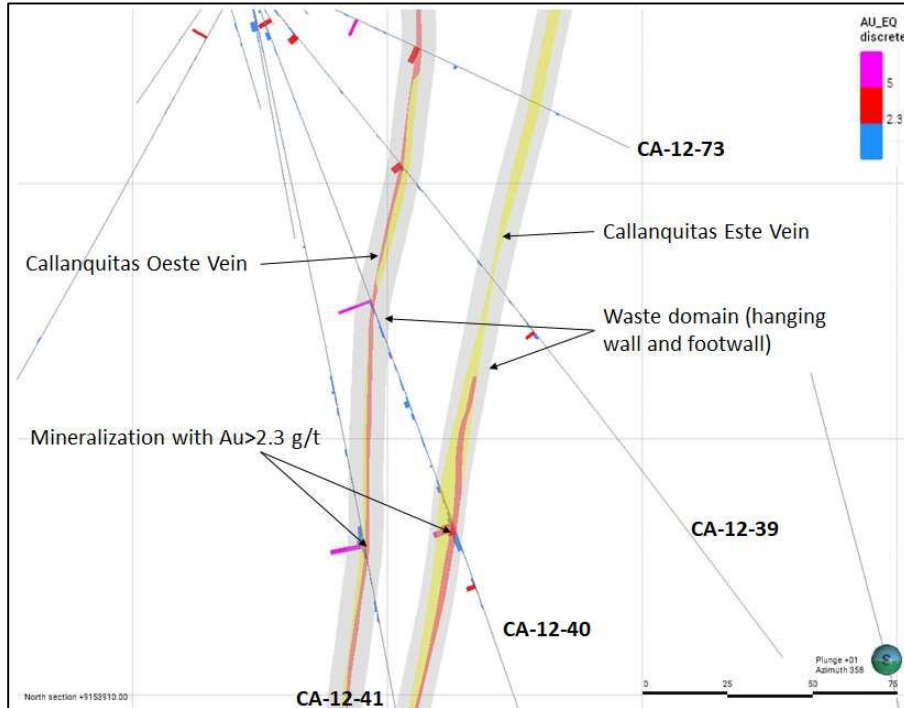 AU_EQ
discrete
5
2.3
CA-12-73
Callanquitas Este Vein
Callanquitas Oeste Vein
Waste domain (hanging
wall and footwall)
Mineralization with Au>2.3 g/t
CA-12-39
CA-12-40
CA-12-41
Plunge +01
Azimuth 358
S
0
25
50
75
North section +9153910.00